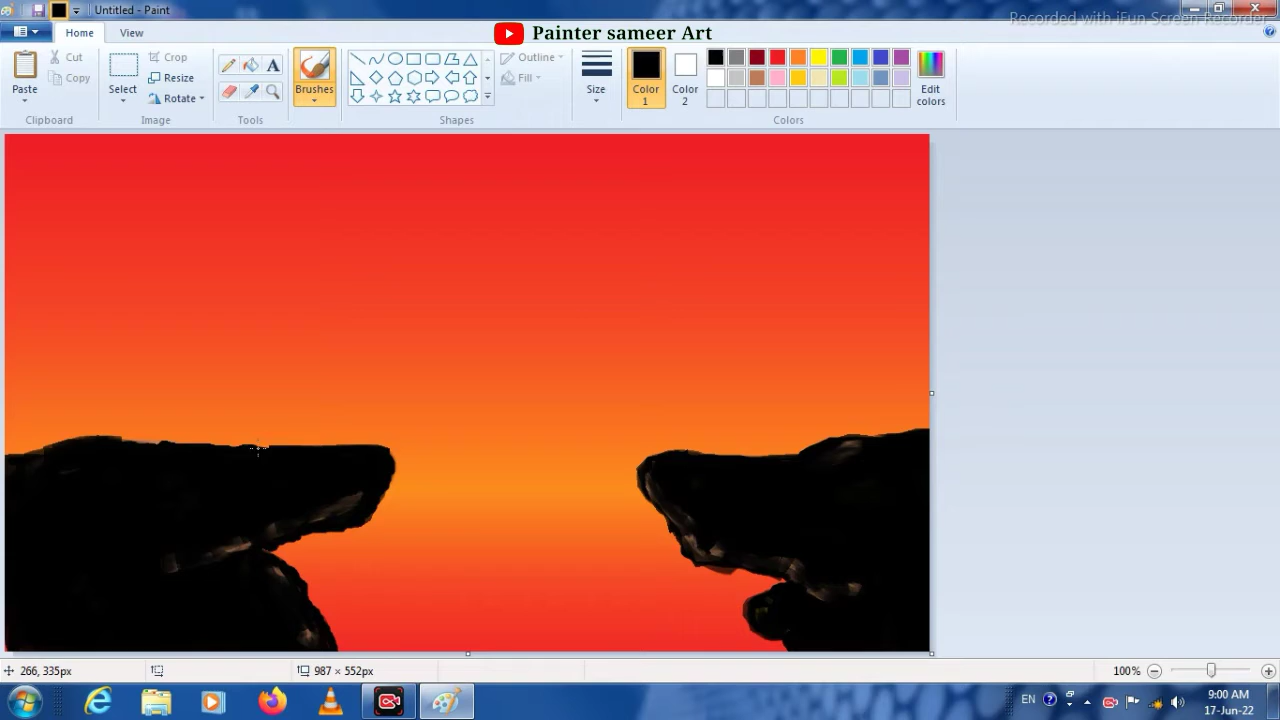 Untitled - Paint
Recorded with iFun Screen Recorder
Home
View
Painter sameer Art
Paste
Cut
Copy
Clipboard
Select
Crop
Resize
Rotate
Image
A
Tools
Brushes
Outline
Fill
Shapes
Size
Color 1
Color 2
Edit colors
Colors
266, 335px
987 × 552px
100%
EN
9:00 AM
17-Jun-22